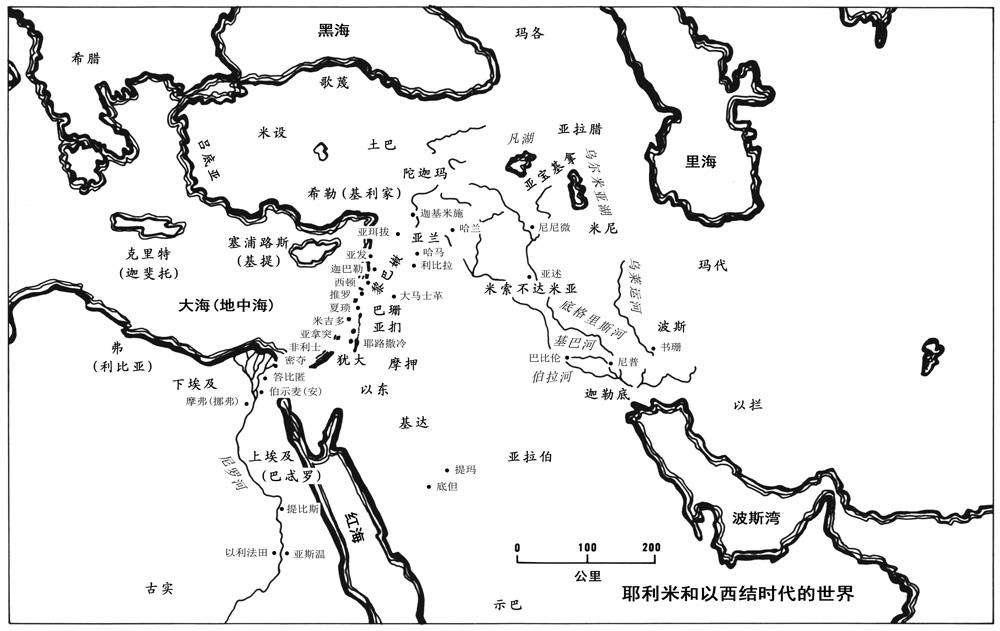 黑海
玛各
希腊
歌蔑
米设
土巴
吕底亚
凡湖
亚拉腊
亚实基拿
乌尔米亚湖
里海
陀迦玛
希勒(基利家)
米尼
迦基米施
亚珥拔
哈兰
尼尼微
亚兰
克里特
(迦斐托)
塞浦路斯
(基提)
亚发
哈马
迦巴勒
利比拉
黎巴嫩
西顿
玛代
亚述
大海(地中海)
推罗
大马士革
米索不达米亚
乌莱运河
夏琐
巴珊
底格里斯河
米吉多
亚扪
波斯
亚拿突
耶路撒冷
基巴河
书珊
弗
(利比亚)
非利士
犹大
摩押
巴比伦
尼普
密夺
伯拉河
答比匿
下埃及
以东
伯示麦(安)
迦勒底
摩弗(挪弗)
以拦
基达
上埃及
(巴忒罗)
尼罗河
亚拉伯
提玛
底但
提比斯
红海
波斯湾
以利法田
亚斯温
0 100 200
公里
古实
耶利米和以西结时代的世界
示巴